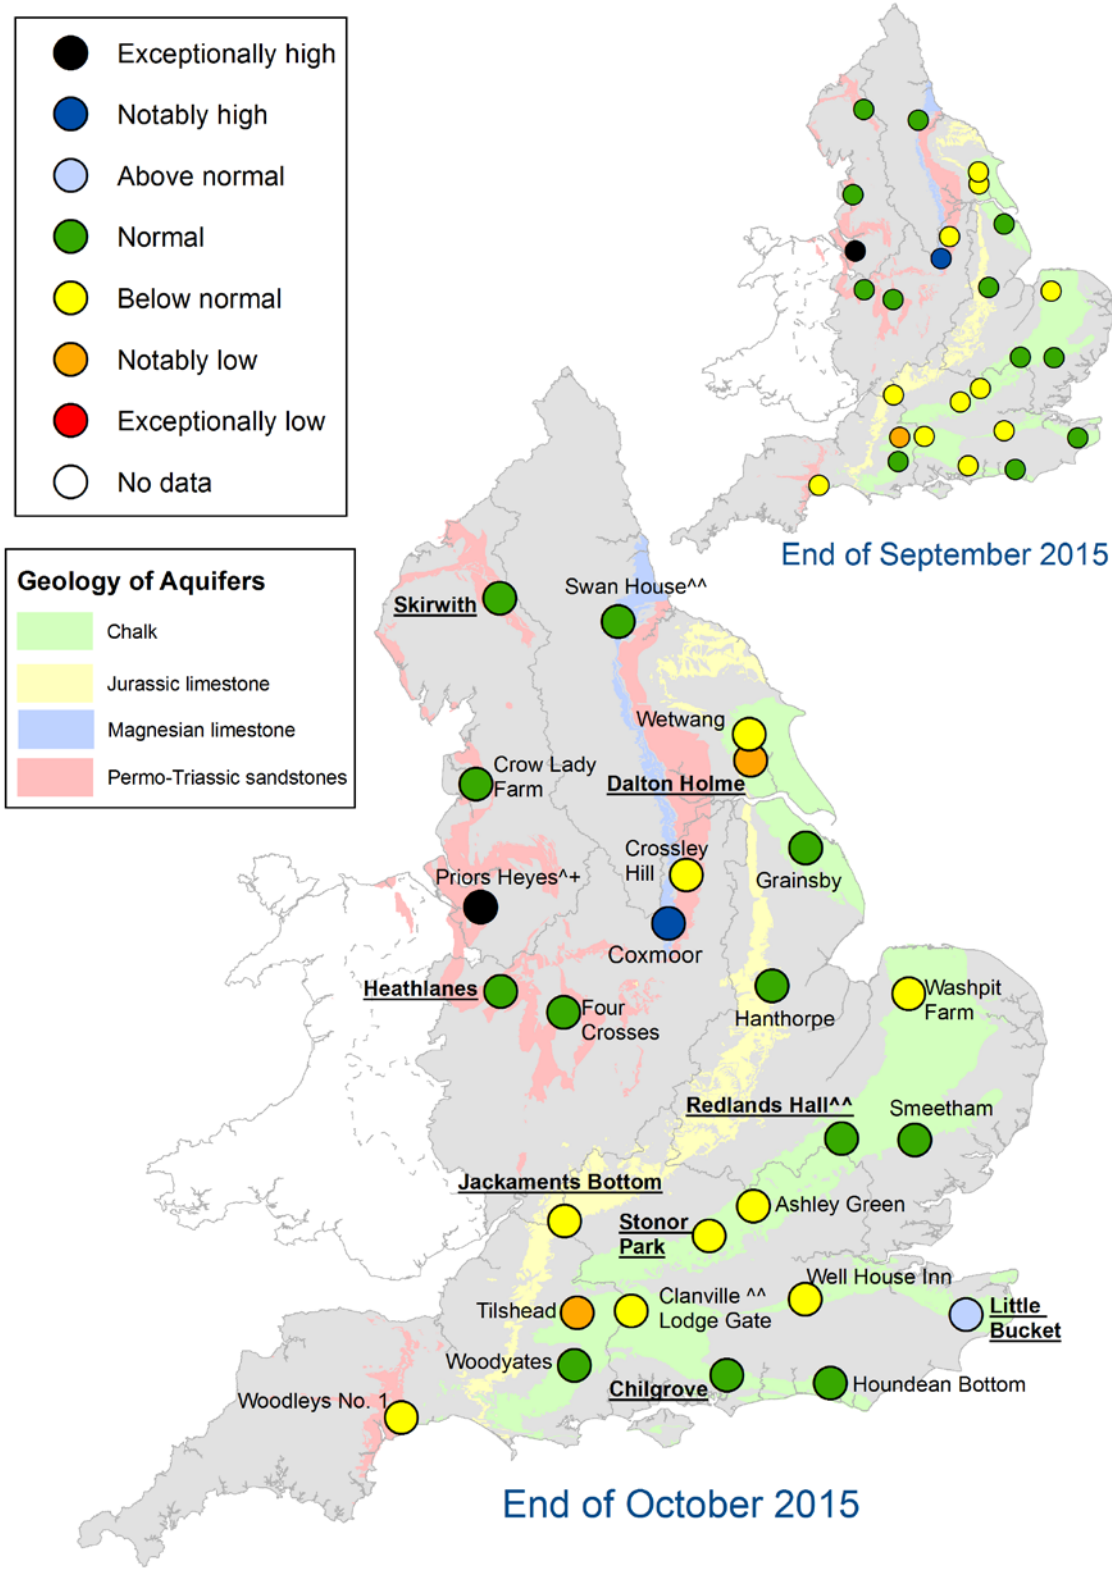 Exceptionally high
Notably high
Above normal
Normal
Below normal
Notably low
Exceptionally low
No data
End of September 2015
Geology of Aquifers
Chalk
Jurassic limestone
Magnesian limestone
Permo-Triassic sandstones
Skirwith
Swan House^^
Wetwang
Dalton Holme
Crow Lady
Farm
Crossley
Hill
Grainsby
Priors Heyes^+
Coxmoor
Heathlanes
Four
Crosses
Hanthorpe
Washpit
Farm
Redlands Hall^^
Smeetham
Jackaments Bottom
Stonor
Park
Ashley Green
Well House Inn
Clanville ^^
Lodge Gate
Tilshead
Little
Bucket
Woodyates
Chilgrove
Houndean Bottom
Woodleys No. 1
End of October 2015